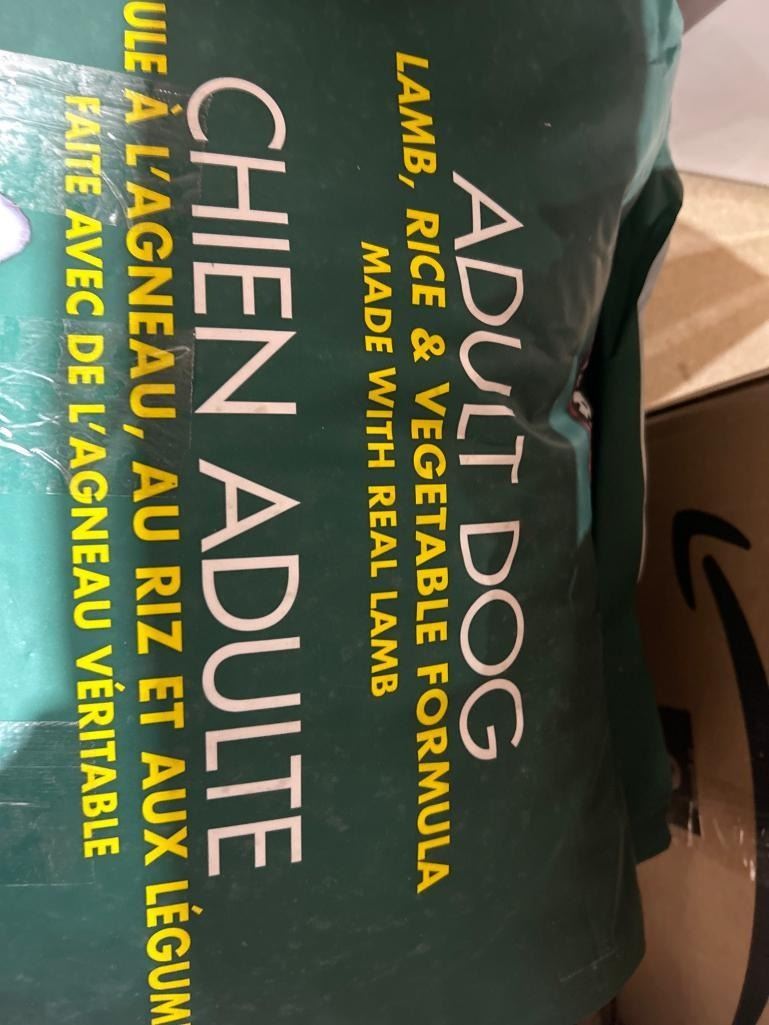 ADULT DOG
LAMB, RICE & VEGETABLE FORMULA
MADE WITH REAL LAMB
CHIEN ADULTE
ULE À L'AGNEAU, AU RIZ ET AUX LÉGUM
FAITE AVEC DE L'AGNEAU VÉRITABLE